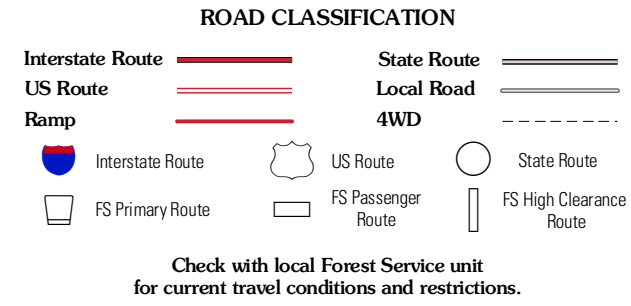 ROAD CLASSIFICATION
Interstate Route
State Route
US Route
Local Road
Ramp
4WD
Interstate Route
US Route
State Route
FS Primary Route
FS Passenger
Route
FS High Clearance
Route
Check with local Forest Service unit
for current travel conditions and restrictions.